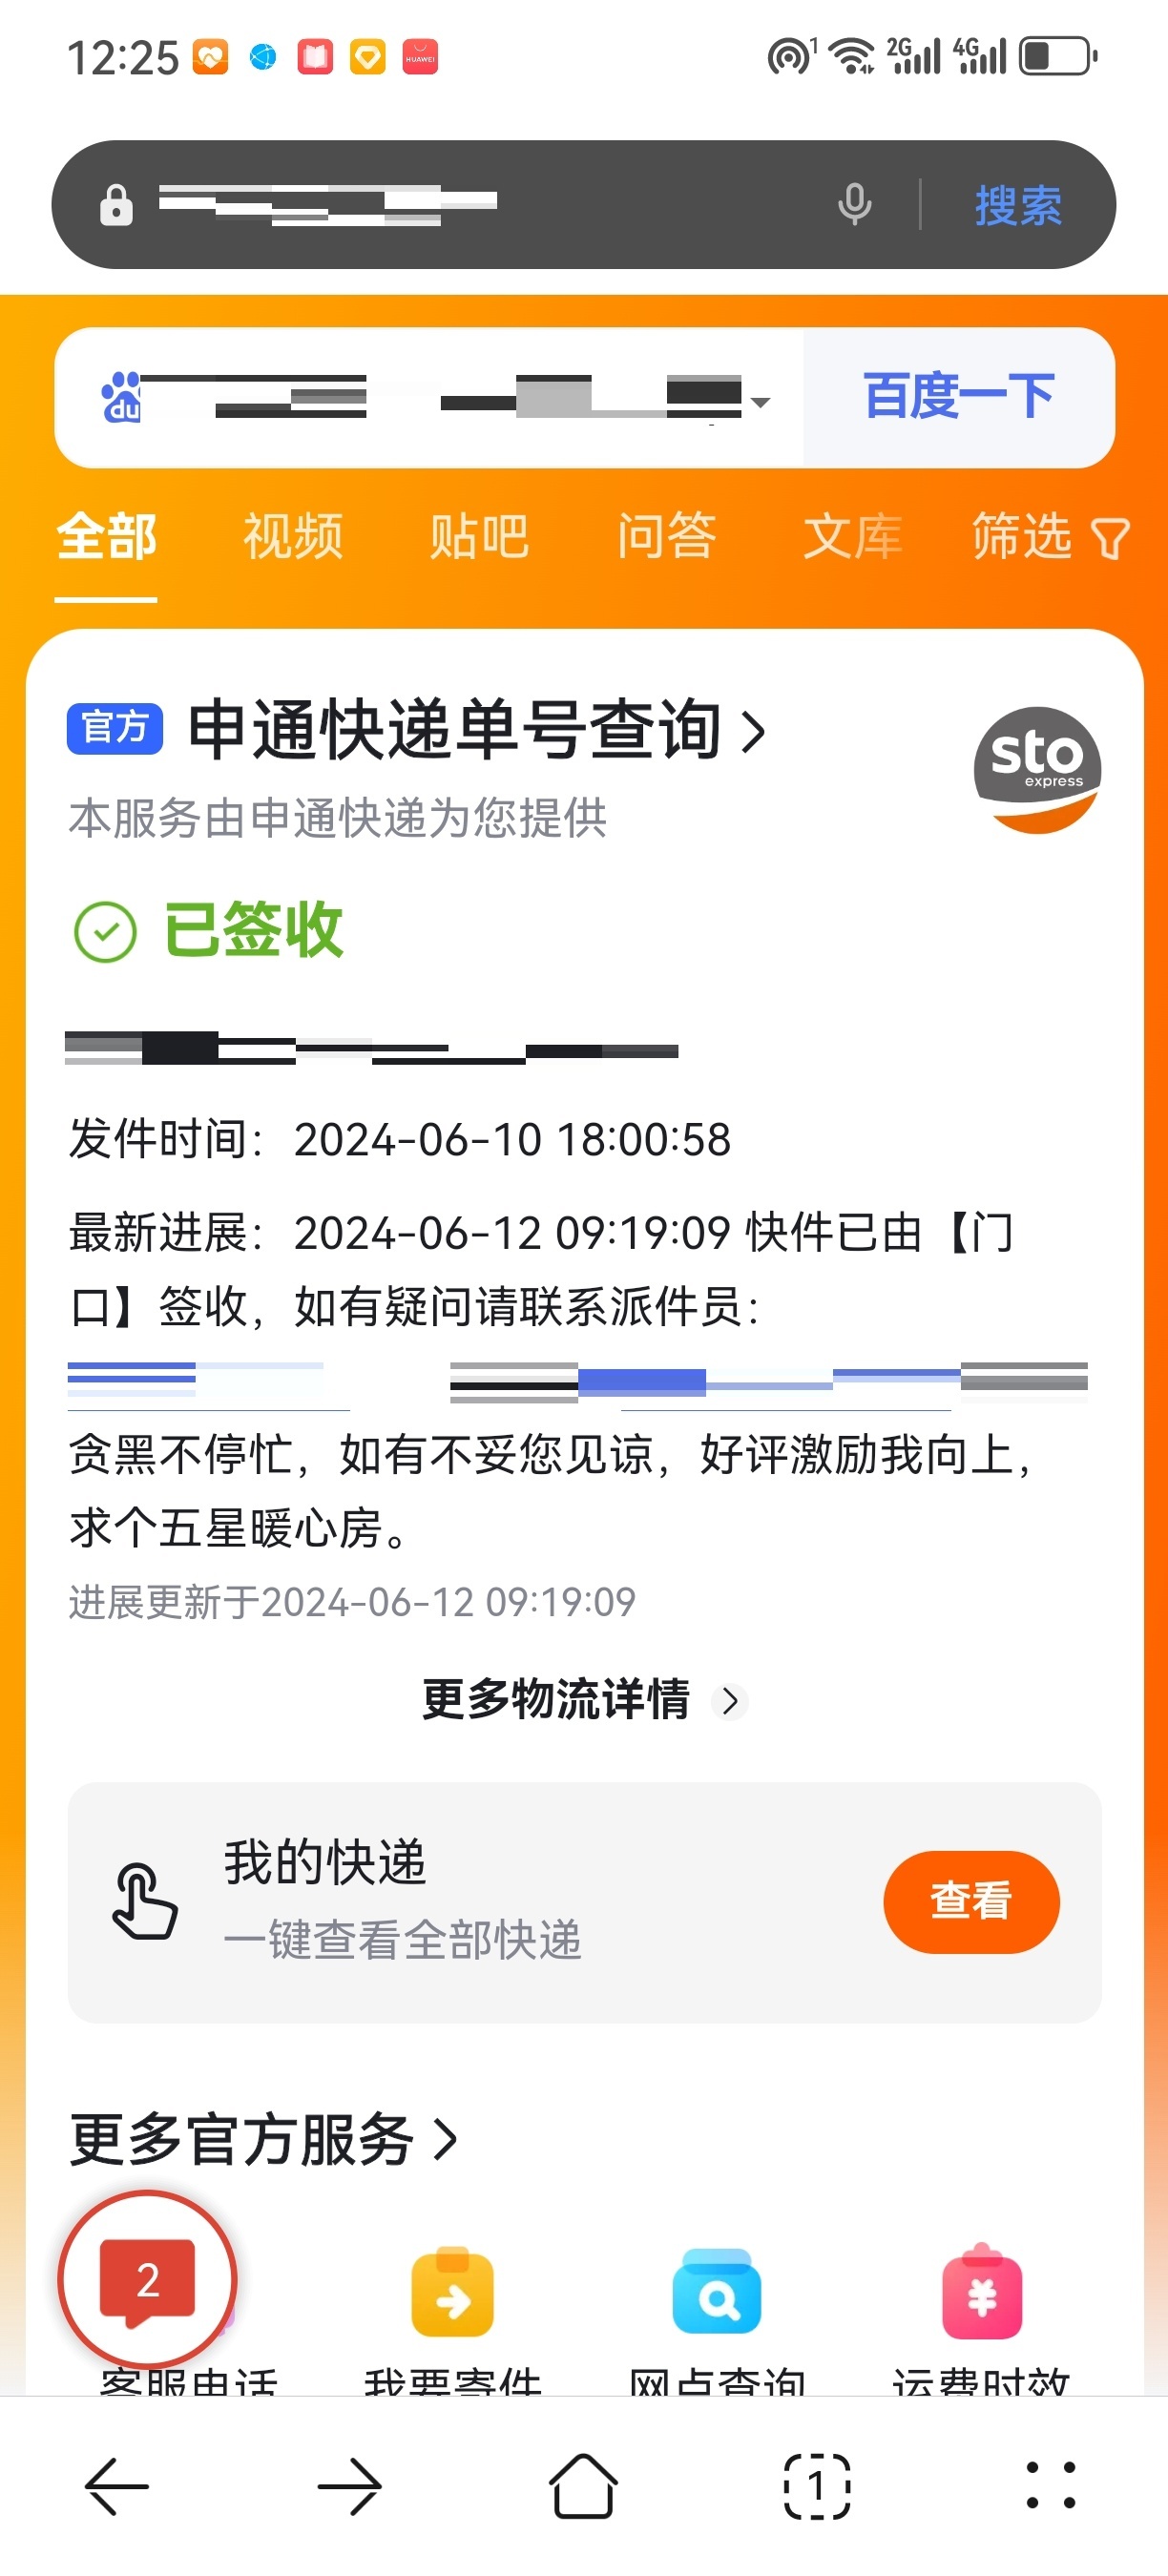 12:25
HUAWEI
1
2G
4G
搜索
du
百度一下
全部
视频
贴吧
问答
文库
筛选
官方
申通快递单号查询
sto
express
本服务由申通快递为您提供
已签收
发件时间：2024-06-10 18:00:58
最新进展：2024-06-12 09:19:09 快件已由【门
口】签收，如有疑问请联系派件员：
贪黑不停忙，如有不妥您见谅，好评激励我向上，
求个五星暖心房。
进展更新于2024-06-12 09:19:09
更多物流详情
我的快递
一键查看全部快递
查看
更多官方服务
2
¥
客服电话
我要寄件
网点查询
运费时效
1